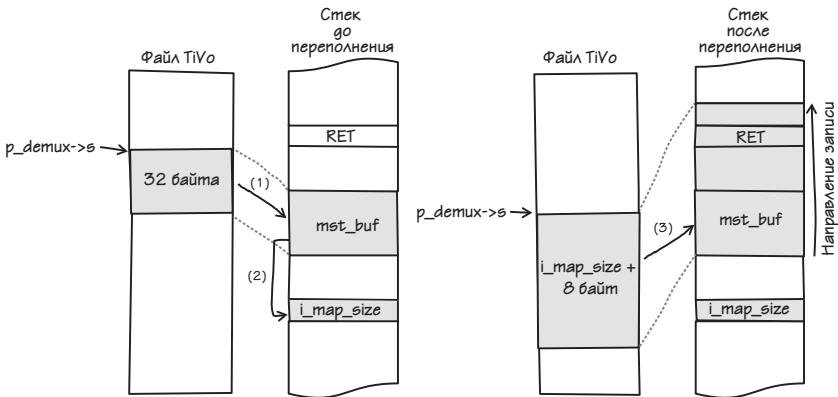 Стек
до
переполнения
Файл TiVo
RET
p_demux->s
32 байта
(1)
mst_buf
(2)
i_map_size
Стек
после
переполнения
Файл TiVo
RET
Направление записи
p_demux->s
(3)
mst_buf
i_map_size +
8 байт
i_map_size